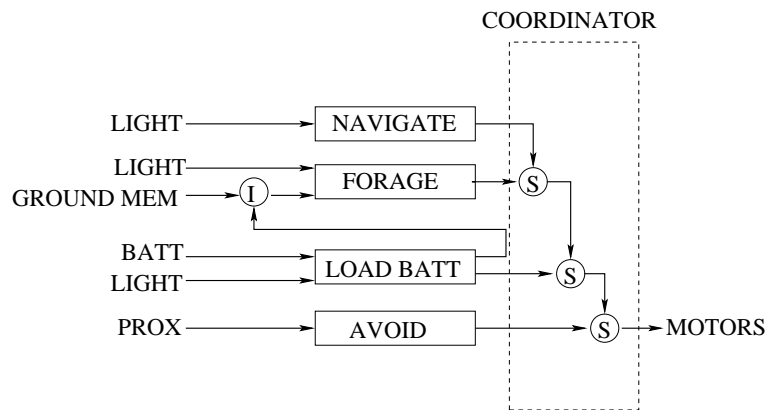 COORDINATOR
LIGHT NAVIGATE
LIGHT
GROUND MEM I FORAGE S
BATT
LIGHT LOAD BATT S
PROX AVOID S MOTORS